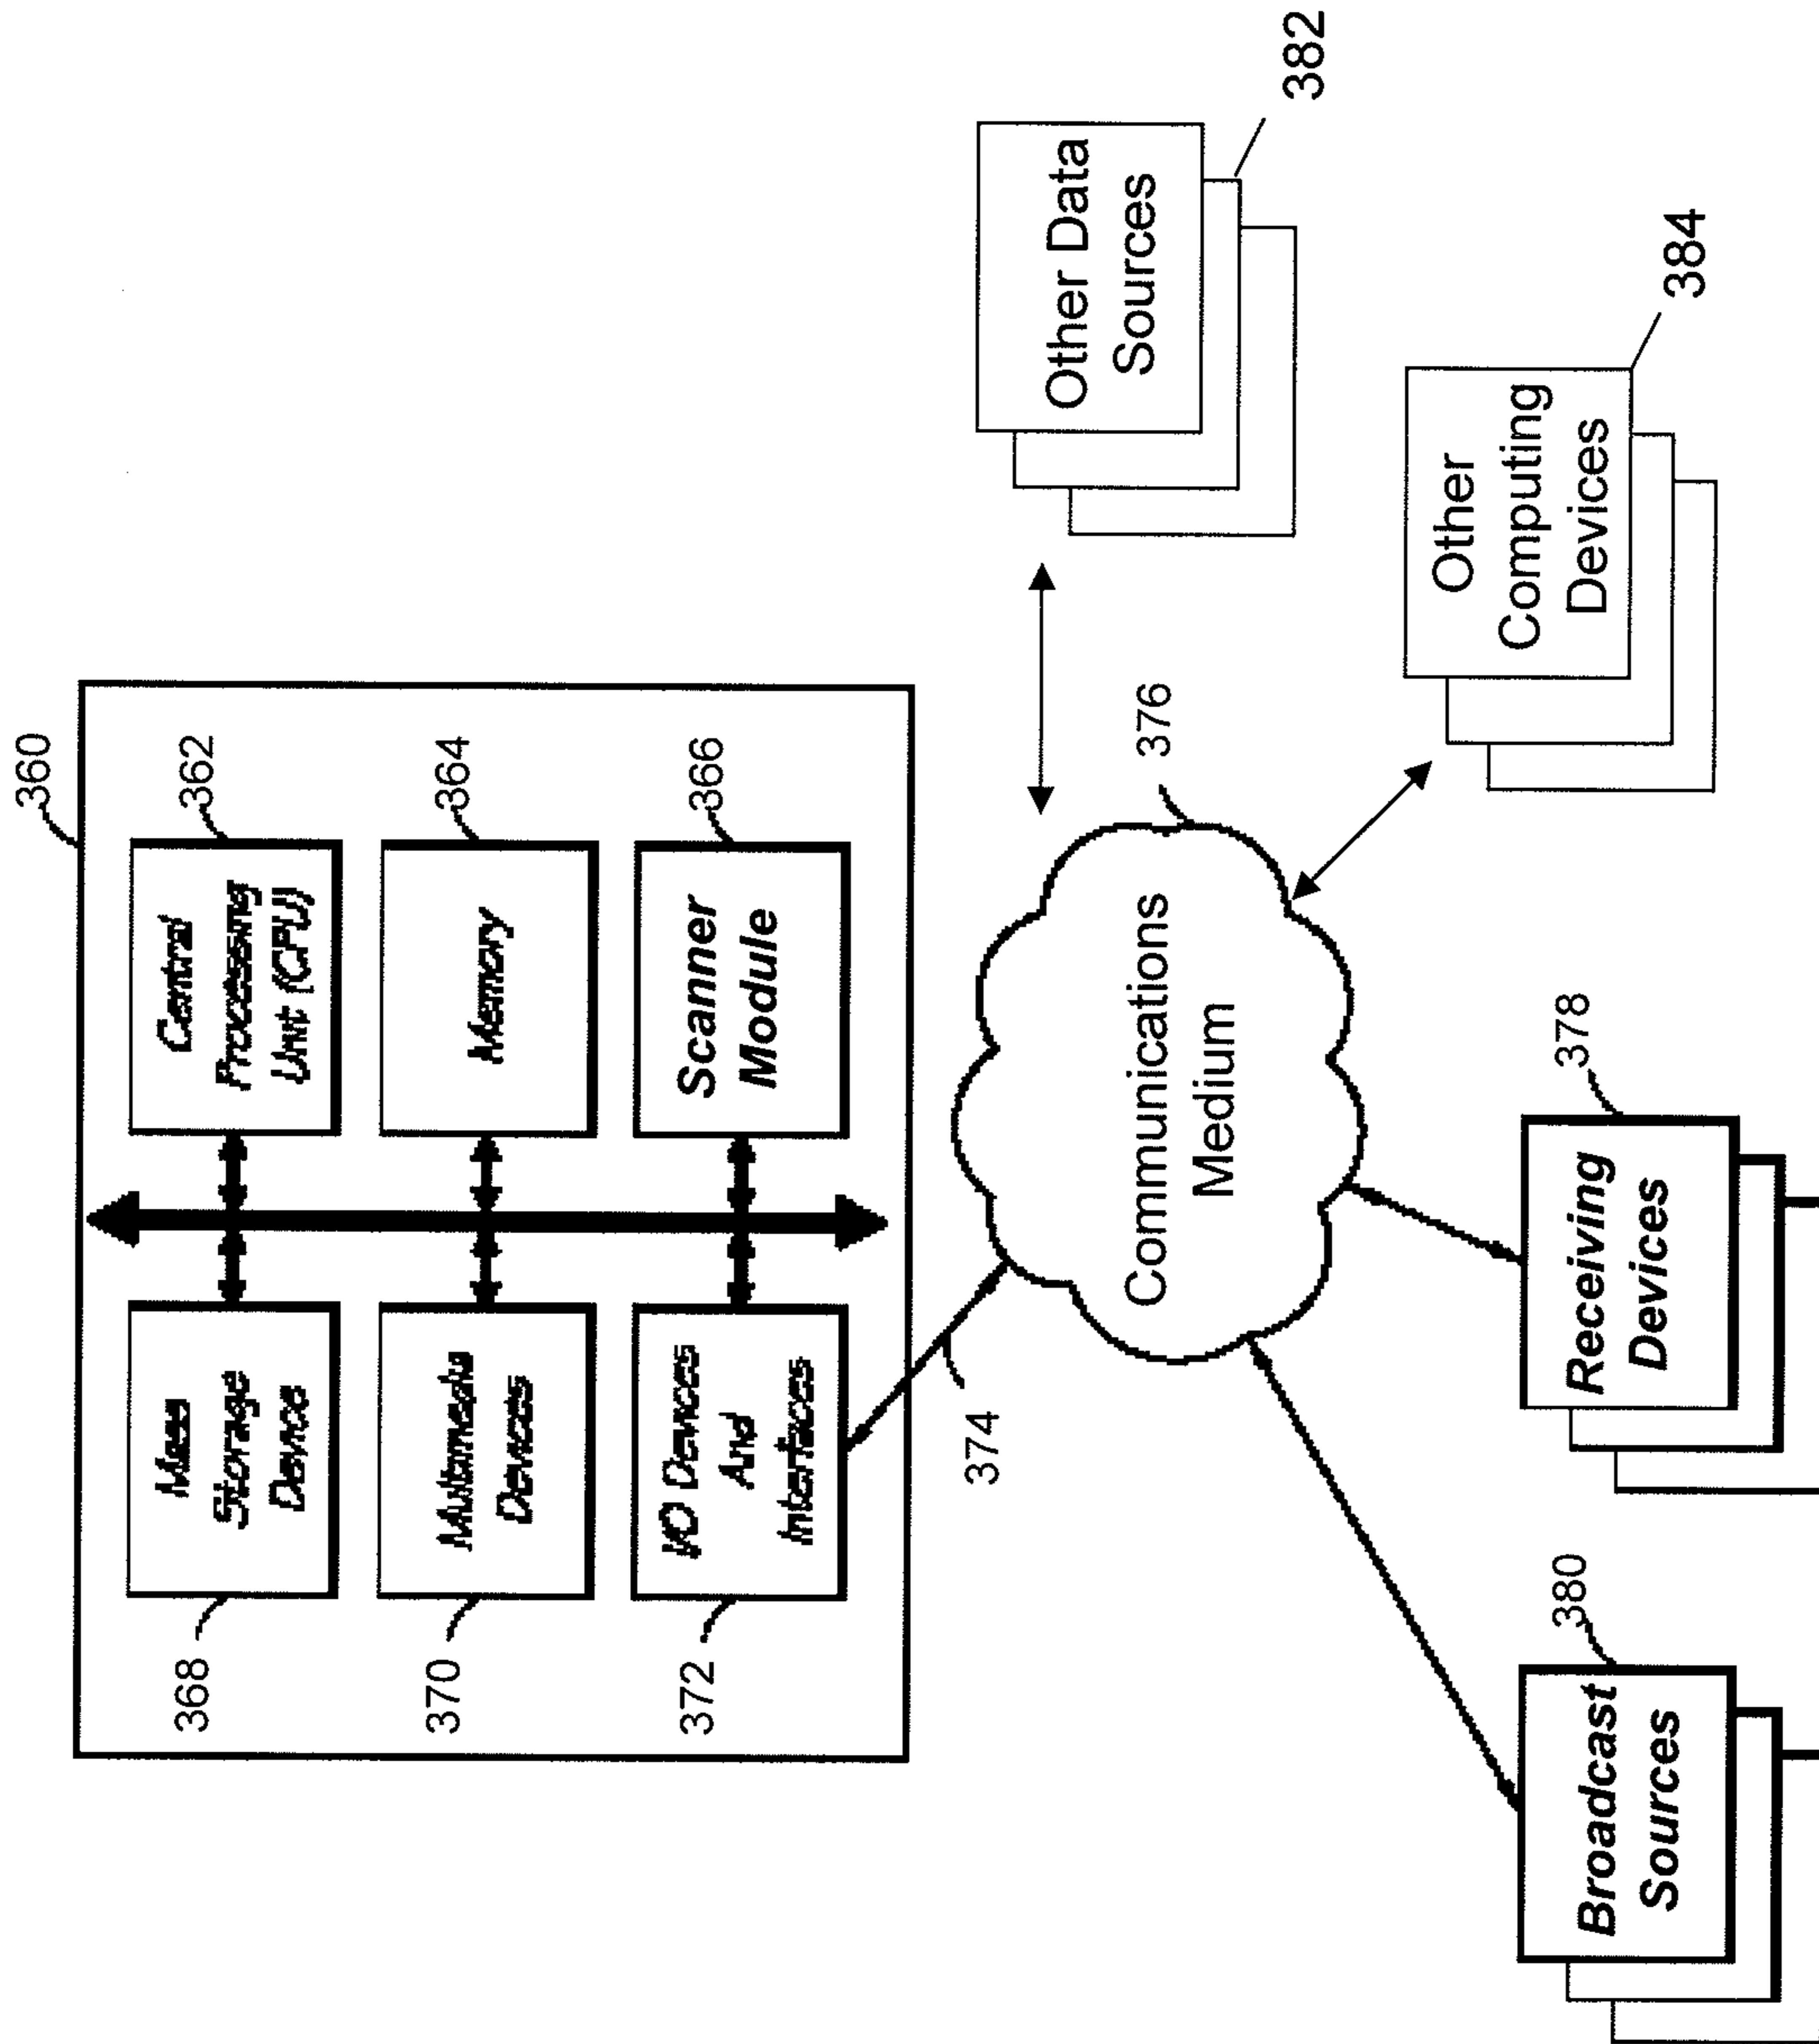 360
Mass
Storage
Device
368
Central
Processing
Unit (CPU)
362
Multimedia
Devices
370
Memory
364
I/O Devices
And
Interfaces
372
Scanner
Module
366
374
Communications
Medium
376
Other Data
Sources
382
Other
Computing
Devices
384
Broadcast
Sources
380
Receiving
Devices
378